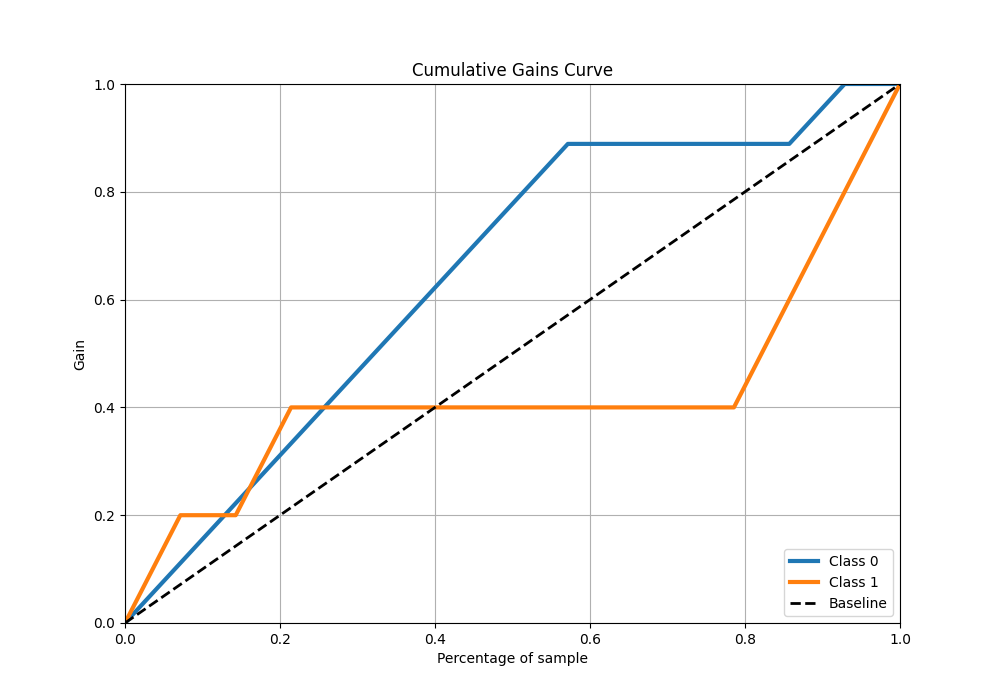 Cumulative Gains Curve
1.0
0.8
0.6
0.4
0.2
0.0
Gain
0.0 0.2 0.4 0.6 0.8 1.0
Percentage of sample
Class 0
Class 1
Baseline